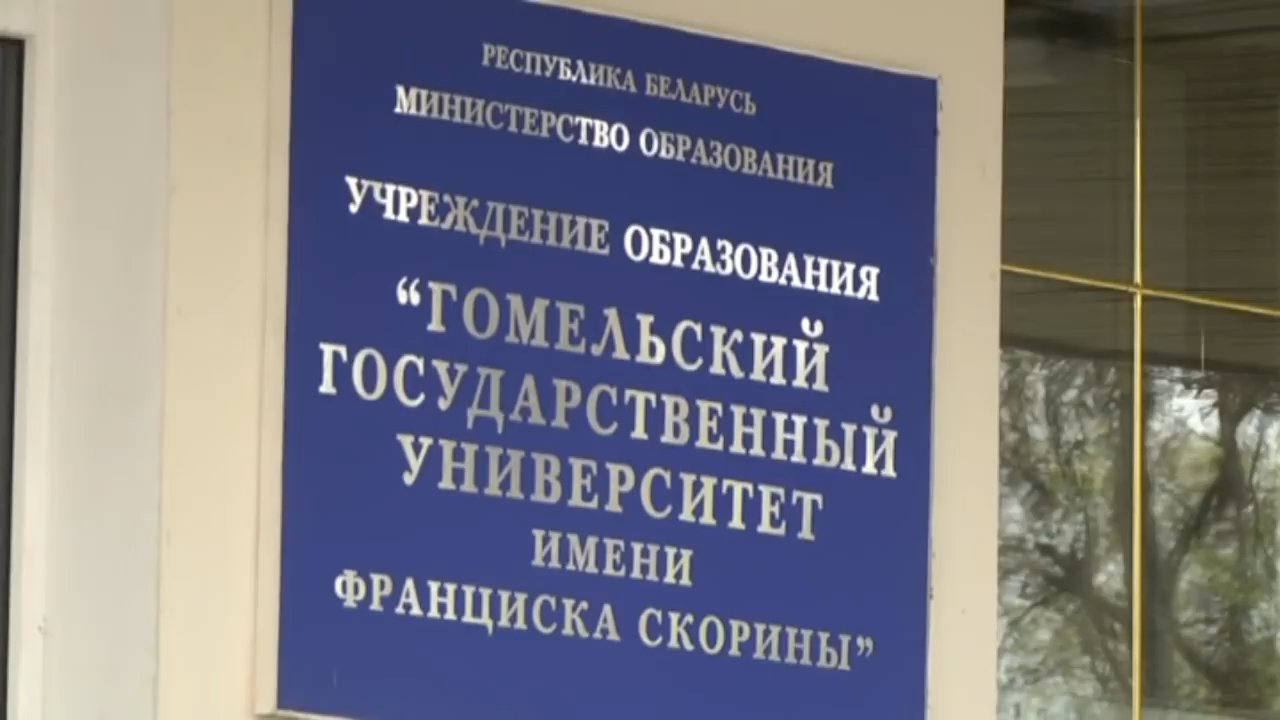 РЕСПУБЛИКА БЕЛАРУСЬ
МИНИСТЕРСТВО ОБРАЗОВАНИЯ
УЧРЕЖДЕНИЕ ОБРАЗОВАНИЯ
“ГОМЕЛЬСКИЙ
ГОСУДАРСТВЕННЫЙ
УНИВЕРСИТЕТ
ИМЕНИ
ФРАНЦИСКА СКОРИНЫ”